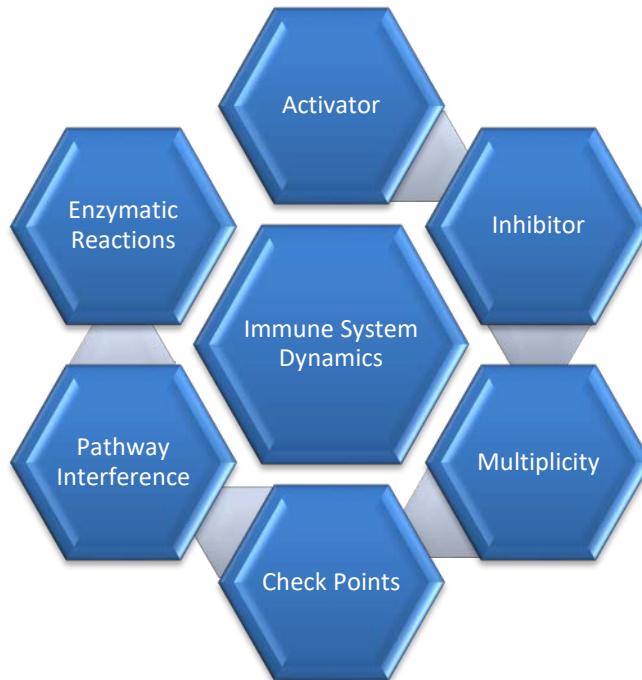 Activator
Inhibitor
Multiplicity
Check Points
Pathway
Interference
Enzymatic
Reactions
Immune System
Dynamics